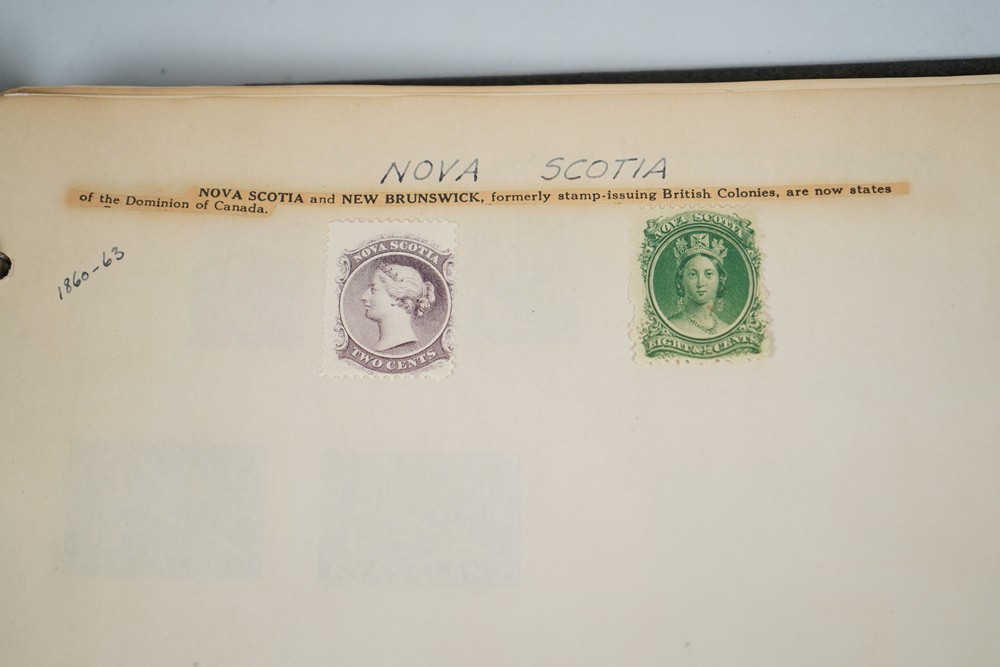 NOVA SCOTIA
NOVA SCOTIA and NEW BRUNSWICK, formerly stamp-issuing British Colonies, are now states
of the Dominion of Canada.
1860-63
NOVA SCOTIA
TWO CENTS
NOVA SCOTIA
EIGHT & ½ CENTS